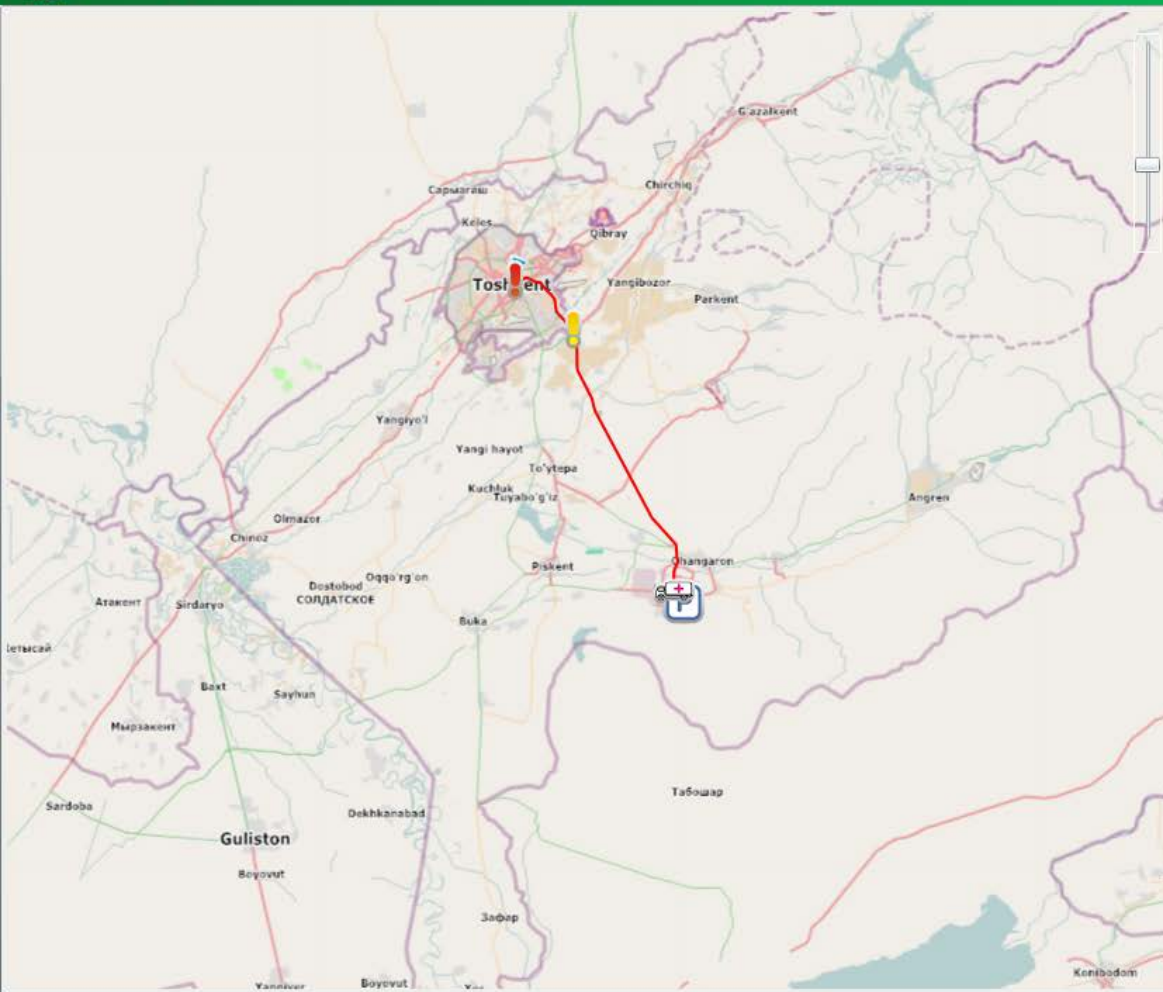 G'azalkent
Chirchiq
Сарыағаш
Keles
Qibray
Toshkent
Yangibozor
Parkent
Yangiyo'l
Yangi hayot
To'ytepa
Kuchluk
Tuyabo'g'iz
Angren
Olmazor
Chinoz
Ohangaron
Piskent
Oqqo'rg'on
Dostobod
СОЛДАТСКОЕ
Атакент
Sirdaryo
P
Buka
Baxt
Sayhun
Мырзакент
Табошар
Sardoba
Dekhkanabad
Guliston
Boyovut
Зафар
Konibodom
Boyovut